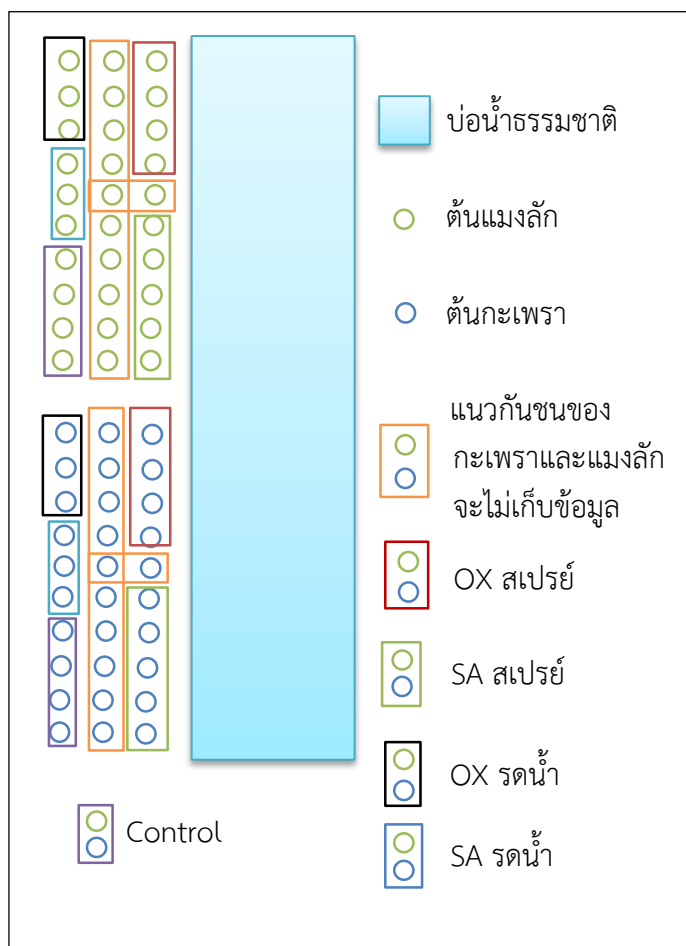 บ่อน้ำธรรมชาติ
ต้นแมงลัก
ต้นกะเพรา
แนวกันชนของ
กะเพราและแมงลัก
จะไม่เก็บข้อมูล
OX สเปรย์
SA สเปรย์
OX รดน้ำ
Control
SA รดน้ำ